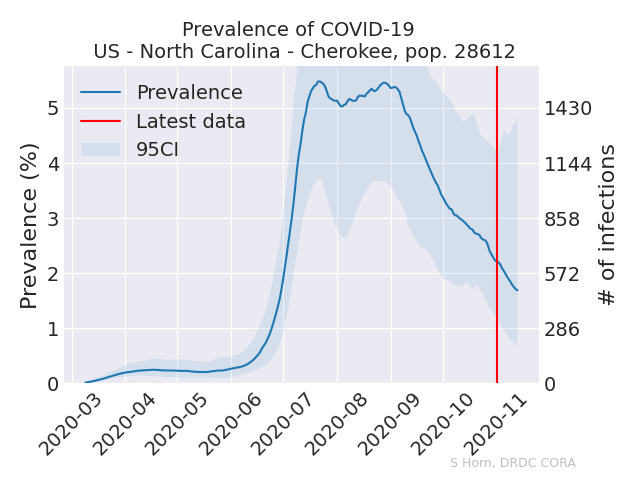 Prevalence of COVID-19
US - North Carolina - Cherokee, pop. 28612
Prevalence
Latest data
95CI
Prevalence (%)
5
4
3
2
1
0
1430
1144
858
572
286
0
# of infections
2020-03
2020-04
2020-05
2020-06
2020-07
2020-08
2020-09
2020-10
2020-11
S Horn, DRDC CORA